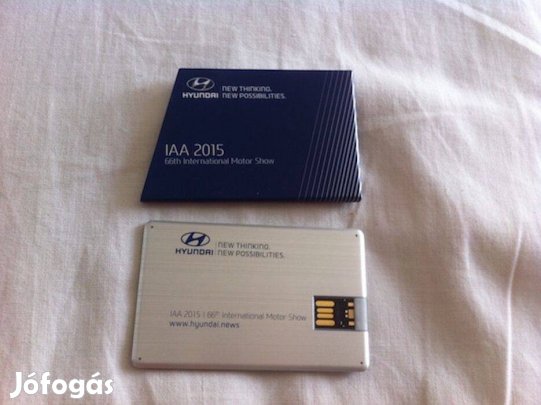 HYUNDAI
NEW THINKING.
NEW POSSIBILITIES.
IAA 2015
66th International Motor Show
HYUNDAI
NEW THINKING.
NEW POSSIBILITIES.
IAA 2015 | 66th International Motor Show
www.hyundai.news
Jófogás